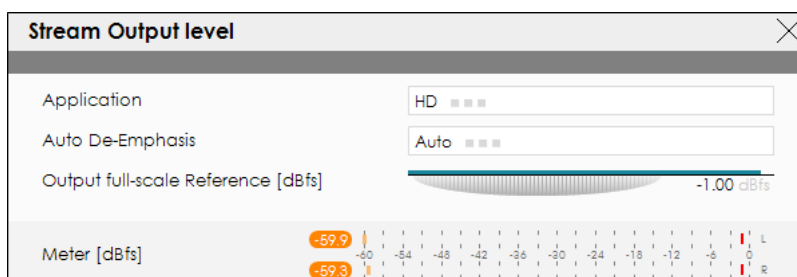 Stream Output level
Application HD
Auto De-Emphasis Auto
Output full-scale Reference [dBfs] -1.00 dBfs
-59.9 L
Meter [dBfs] -60 -54 -48 -42 -36 -30 -24 -18 -12 -6 0
-59.3 R